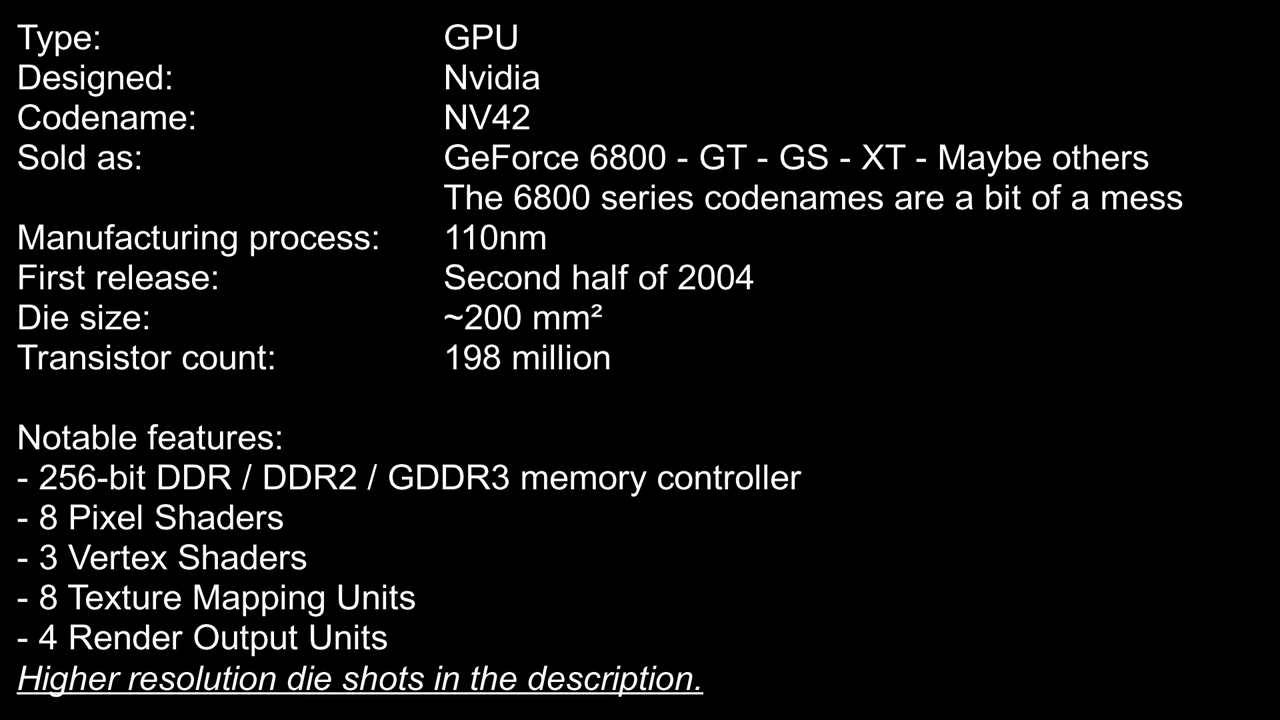 Type: GPU
Designed: Nvidia
Codename: NV42
Sold as: GeForce 6800 - GT - GS - XT - Maybe others
The 6800 series codenames are a bit of a mess
Manufacturing process: 110nm
First release: Second half of 2004
Die size: ~200 mm²
Transistor count: 198 million
Notable features:
- 256-bit DDR / DDR2 / GDDR3 memory controller
- 8 Pixel Shaders
- 3 Vertex Shaders
- 8 Texture Mapping Units
- 4 Render Output Units
Higher resolution die shots in the description.